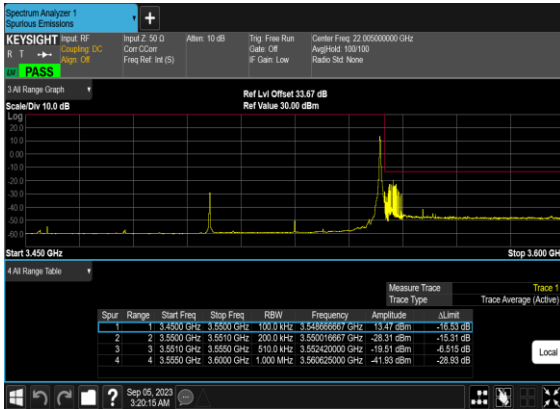 Spectrum Analyzer 1
Spurious Emissions
+
KEYSIGHT Input: RF Input Z: 50 Ω Atten: 10 dB Trig: Free Run Center Freq: 22.005000000 GHz
R T Coupling: DC Corr CCorr Gate: Off Avg|Hold: 100/100
Align: Off Freq Ref: Int (S) IF Gain: Low Radio Std: None
LXI PASS
3 All Range Graph
Ref Lvl Offset 33.67 dB
Scale/Div 10.0 dB Ref Value 30.00 dBm
Log
20.0
10.0
0.00
-10.0
-20.0
-30.0
-40.0
-50.0
-60.0
Start 3.450 GHz Stop 3.600 GH
4 All Range Table
Measure Trace Trace 1
Trace Type Trace Average (Active)
Spur Range Start Freq Stop Freq RBW Frequency Amplitude ΔLimit
1 1 3.4500 GHz 3.5500 GHz 100.0 kHz 3.548666667 GHz 13.47 dBm -16.53 dB
2 2 3.5500 GHz 3.5510 GHz 200.0 kHz 3.550016667 GHz -28.31 dBm -15.31 dB
3 3 3.5510 GHz 3.5550 GHz 510.0 kHz 3.552420000 GHz -19.51 dBm -6.515 dB
4 4 3.5550 GHz 3.6000 GHz 1.000 MHz 3.560625000 GHz -41.93 dBm -28.93 dB
Local
?
Sep 05, 2023
3:20:15 AM